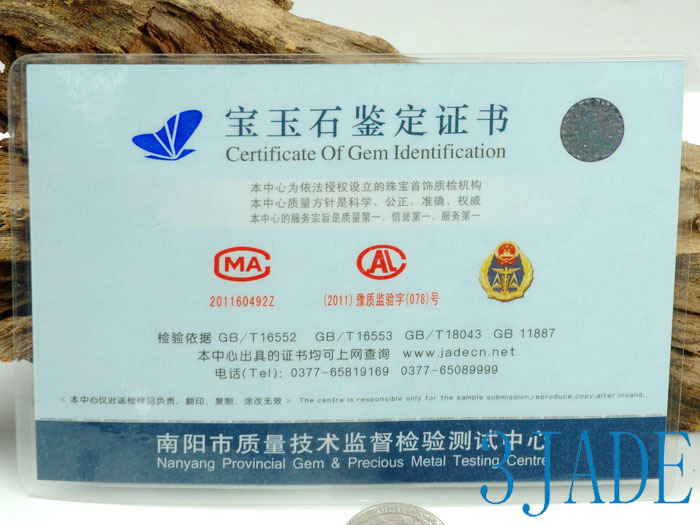 宝玉石鉴定证书
Certificate Of Gem Identification
本中心为依法授权设立的珠宝首饰质检机构
本中心质量方针是科学、公正、准确、权威
本中心的服务宗旨是质量第一、信誉第一、服务第一
MA
AL
201160492Z
(2011) 豫质监验字(078)号
检验依据 GB/T16552 GB/T16553 GB/T18043 GB 11887
本中心出具的证书均可上网查询 www.jadecn.net
电话(Tel): 0377-65819169 0377-65089999
< 本中心仅对送检样品负责、翻印、复制、涂改无效 > The centre is responsible only for the sample submission,reproduce,copy,after invalid.
南阳市质量技术监督检验测试中心
Nanyang Provincial Gem & Precious Metal Testing Centre
3JADE